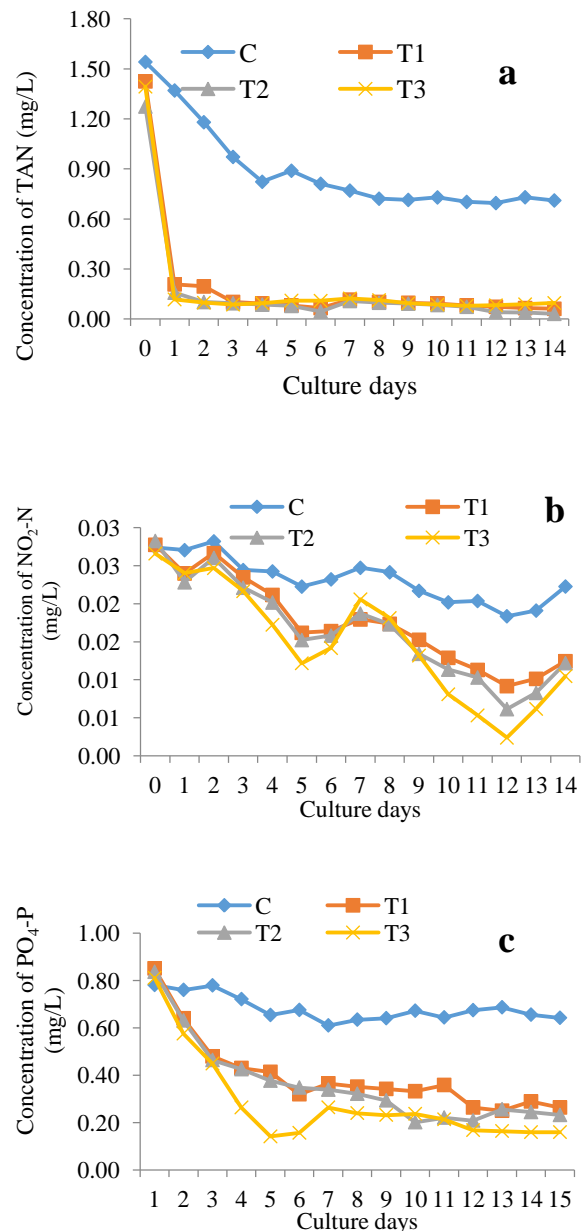 C T1
T2 T3
a
1.80
1.50
1.20
0.90
0.60
0.30
0.00
Concentration of TAN (mg/L)
0 1 2 3 4 5 6 7 8 9 10 11 12 13 14
Culture days
C T1
T2 T3
b
0.03
0.03
0.02
0.02
0.01
0.01
0.00
Concentration of NO₂-N
(mg/L)
0 1 2 3 4 5 6 7 8 9 10 11 12 13 14
Culture days
C T1
T2 T3
c
1.00
0.80
0.60
0.40
0.20
0.00
Concentration of PO₄-P
(mg/L)
1 2 3 4 5 6 7 8 9 10 11 12 13 14 15
Culture days